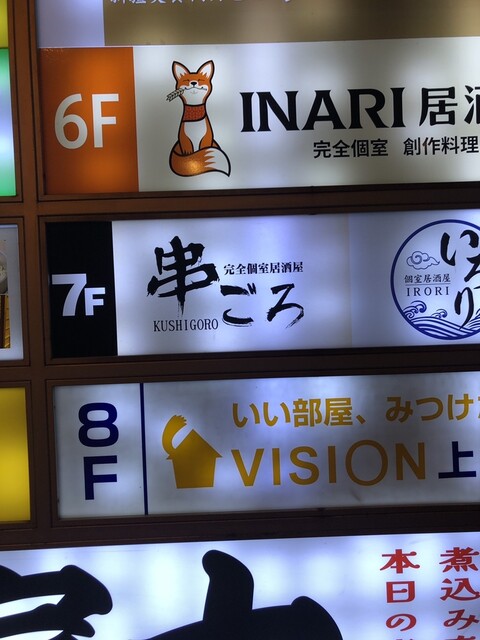 6F
INARI 居酒
完全個室 創作料理
7F
串ごろ
完全個室居酒屋
KUSHIGORO
いろり
個室居酒屋
IRORI
8F
いい部屋、みつけ
VISION 上
煮込み
本日の